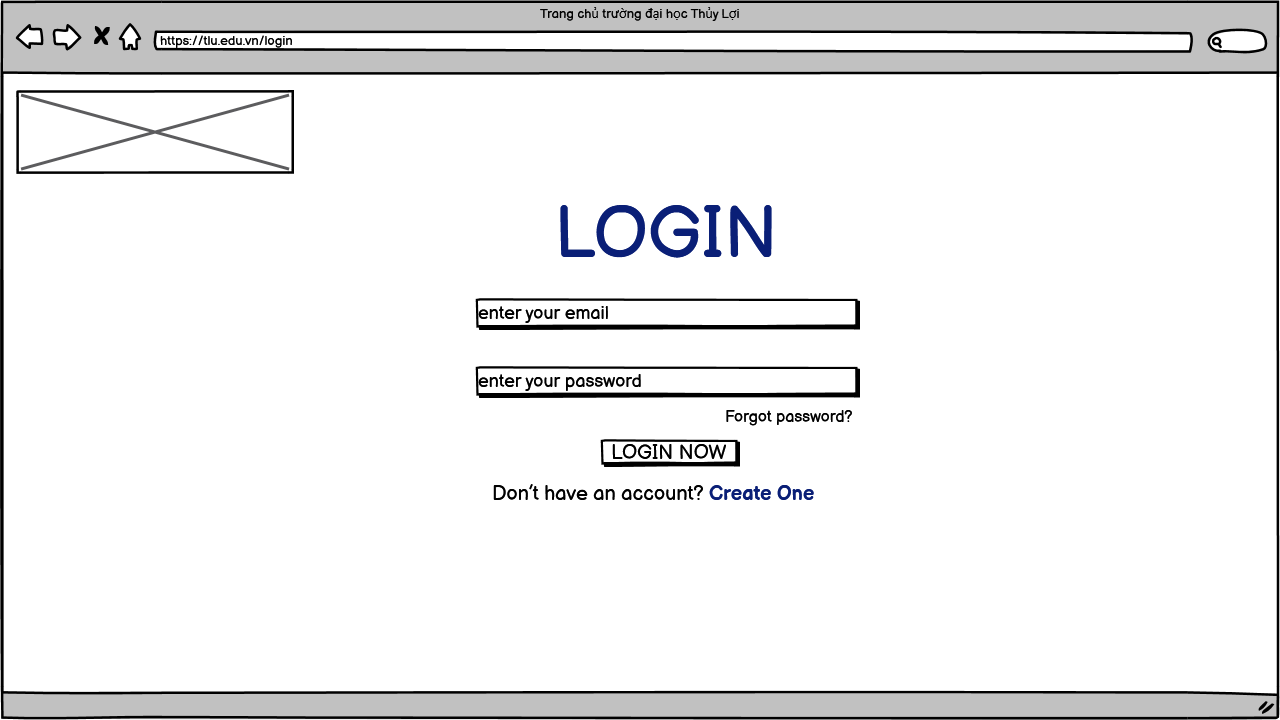 Trang chủ trường đại học Thủy Lợi
https://tlu.edu.vn/login
LOGIN
enter your email
enter your password
Forgot password?
LOGIN NOW
Don't have an account? Create One